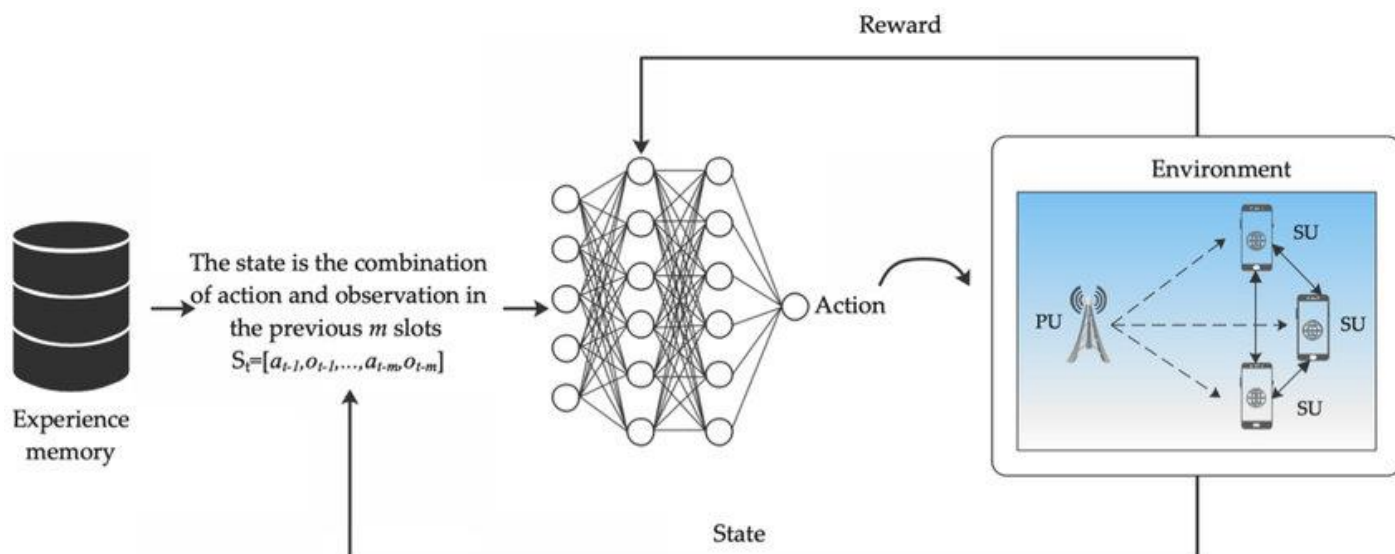 Reward
Environment
SU
PU
SU
SU
The state is the combination
of action and observation in
the previous m slots
Sₜ=[aₜ₋₁,oₜ₋₁,...,aₜ₋ₘ,oₜ₋ₘ]
Action
Experience
memory
State